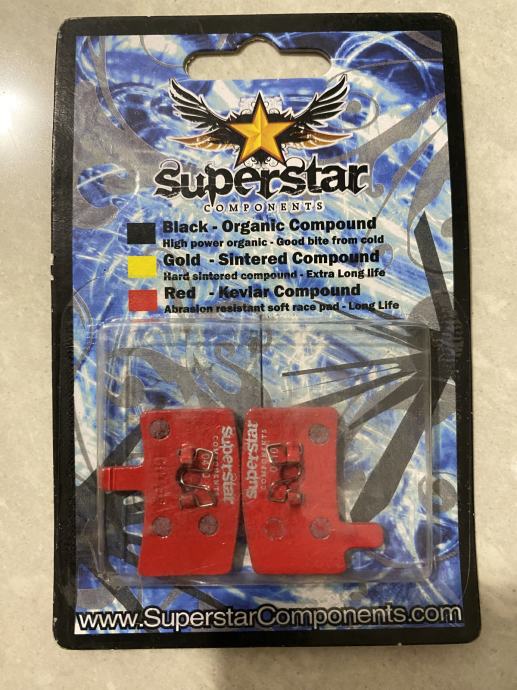 superstar
COMPONENTS
Black - Organic Compound
High power organic - Good bite from cold
Gold - Sintered Compound
Hard sintered compound - Extra Long life
Red - Kevlar Compound
Abrasion resistant soft race pad - Long Life
superstar
COMPONENTS
superstar
COMPONENTS
www.SuperstarComponents.com